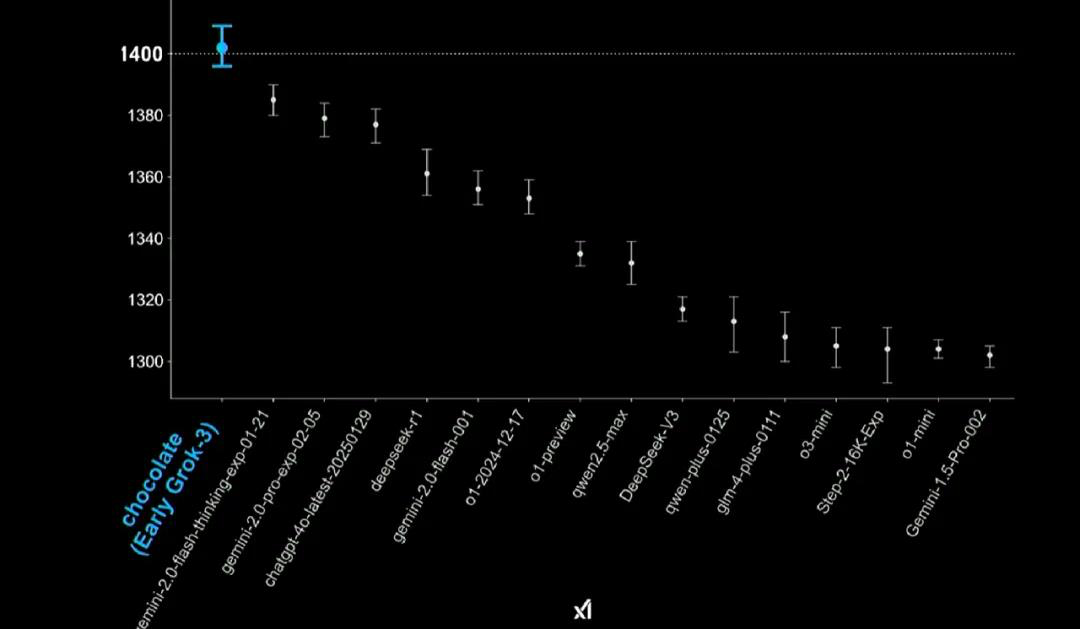 1400
1380
1360
1340
1320
1300
chocolate
(Early Grok-3)
emini-2.0-flash-thinking-exp-01-21
gemini-2.0-pro-exp-02-05
chatgpt-4o-latest-20250129
deepseek-r1
gemini-2.0-flash-001
o1-2024-12-17
o1-preview
qwen2.5-max
DeepSeek-V3
qwen-plus-0125
glm-4-plus-0111
o3-mini
Step-2-16K-Exp
o1-mini
Gemini-1.5-Pro-002
xI